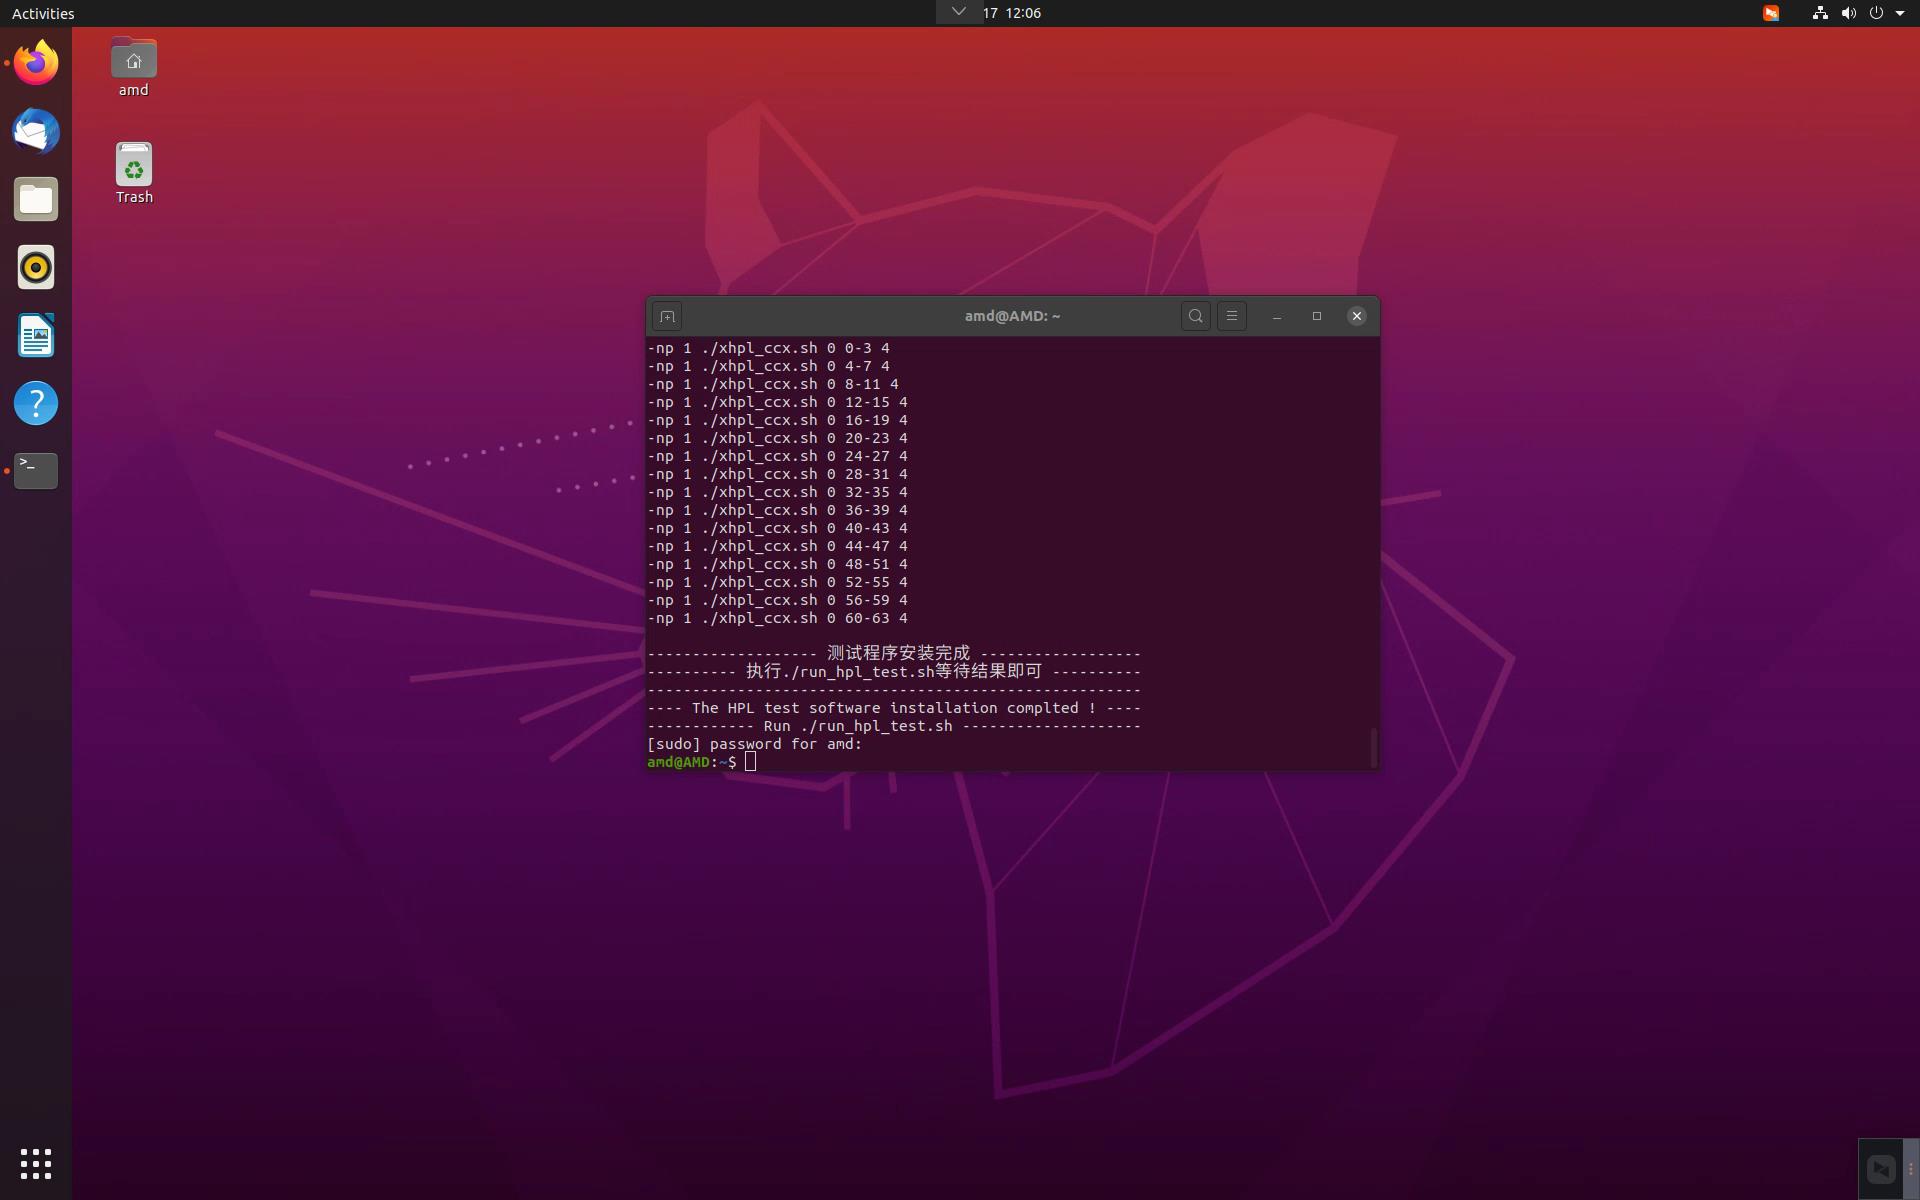 Activities
17 12:06
amd
Trash
amd@AMD: ~
-np 1 ./xhpl_ccx.sh 0 0-3 4
-np 1 ./xhpl_ccx.sh 0 4-7 4
-np 1 ./xhpl_ccx.sh 0 8-11 4
-np 1 ./xhpl_ccx.sh 0 12-15 4
-np 1 ./xhpl_ccx.sh 0 16-19 4
-np 1 ./xhpl_ccx.sh 0 20-23 4
-np 1 ./xhpl_ccx.sh 0 24-27 4
-np 1 ./xhpl_ccx.sh 0 28-31 4
-np 1 ./xhpl_ccx.sh 0 32-35 4
-np 1 ./xhpl_ccx.sh 0 36-39 4
-np 1 ./xhpl_ccx.sh 0 40-43 4
-np 1 ./xhpl_ccx.sh 0 44-47 4
-np 1 ./xhpl_ccx.sh 0 48-51 4
-np 1 ./xhpl_ccx.sh 0 52-55 4
-np 1 ./xhpl_ccx.sh 0 56-59 4
-np 1 ./xhpl_ccx.sh 0 60-63 4
------------------- 测试程序安装完成 ------------------
---------- 执行./run_hpl_test.sh等待结果即可 ----------
-------------------------------------------------------
---- The HPL test software installation complted ! ----
------------ Run ./run_hpl_test.sh --------------------
[sudo] password for amd:
amd@AMD:~$